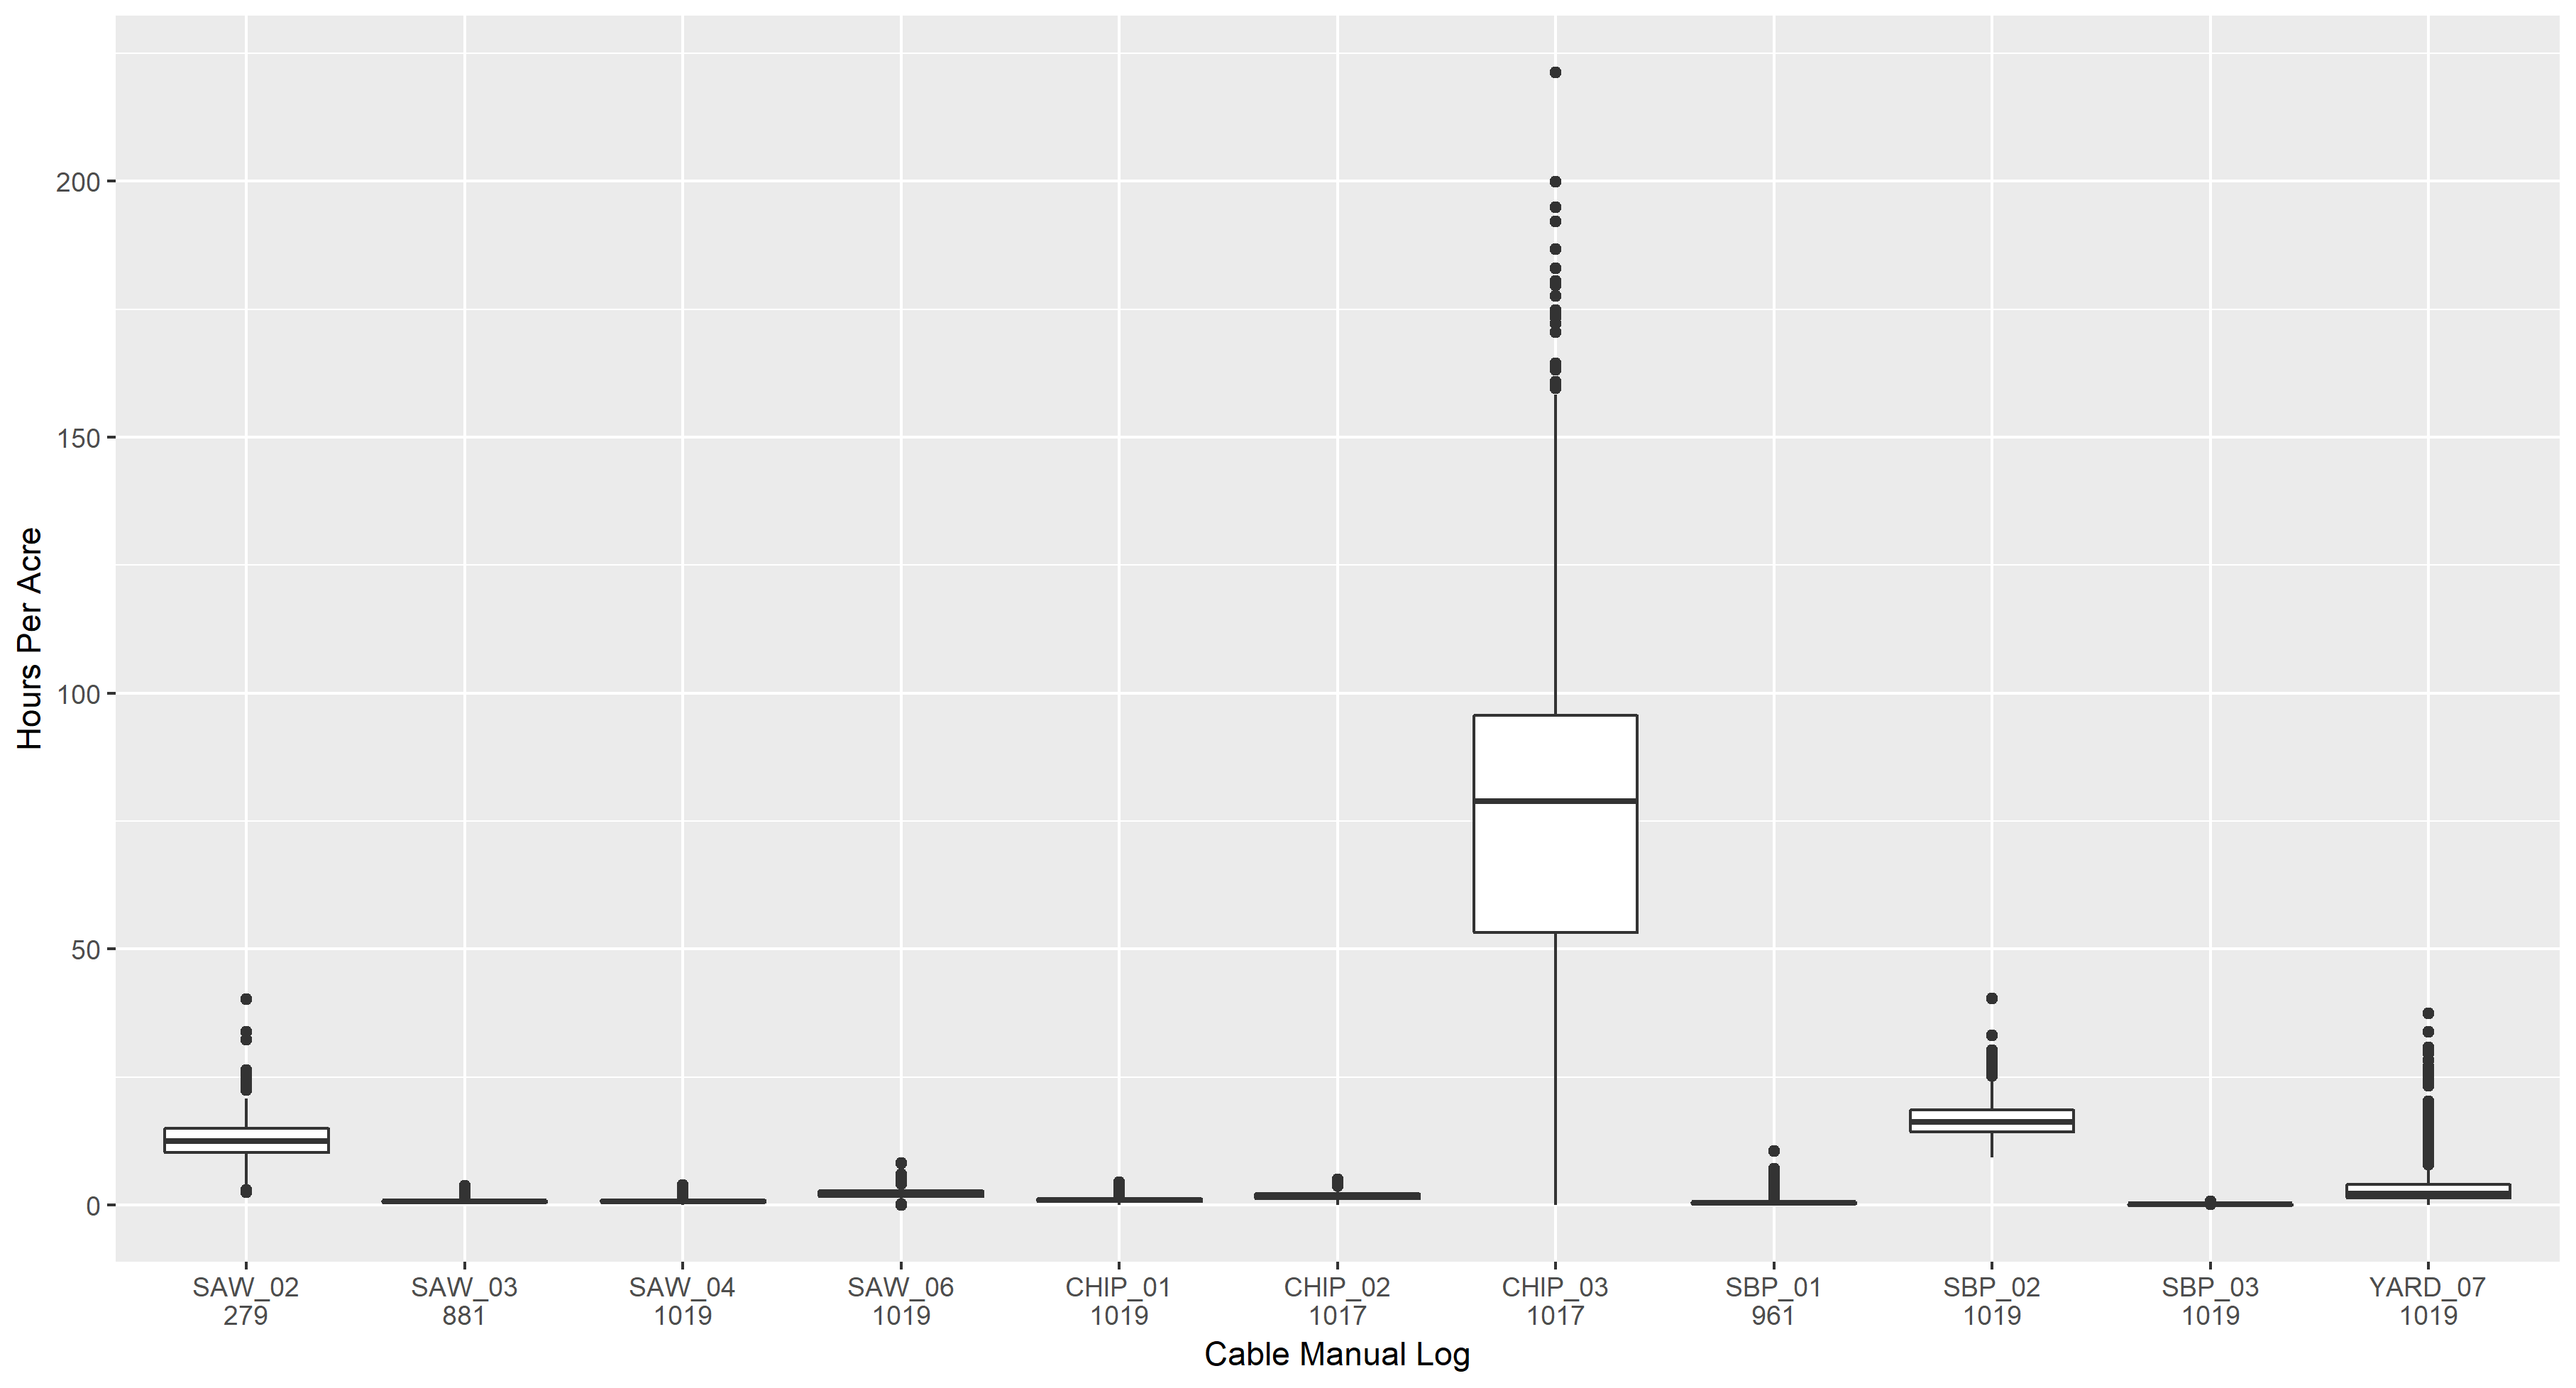 Hours Per Acre
200
150
100
50
0
SAW_02 SAW_03 SAW_04 SAW_06 CHIP_01 CHIP_02 CHIP_03 SBP_01 SBP_02 SBP_03 YARD_07
279 881 1019 1019 1019 1017 1017 961 1019 1019 1019
Cable Manual Log